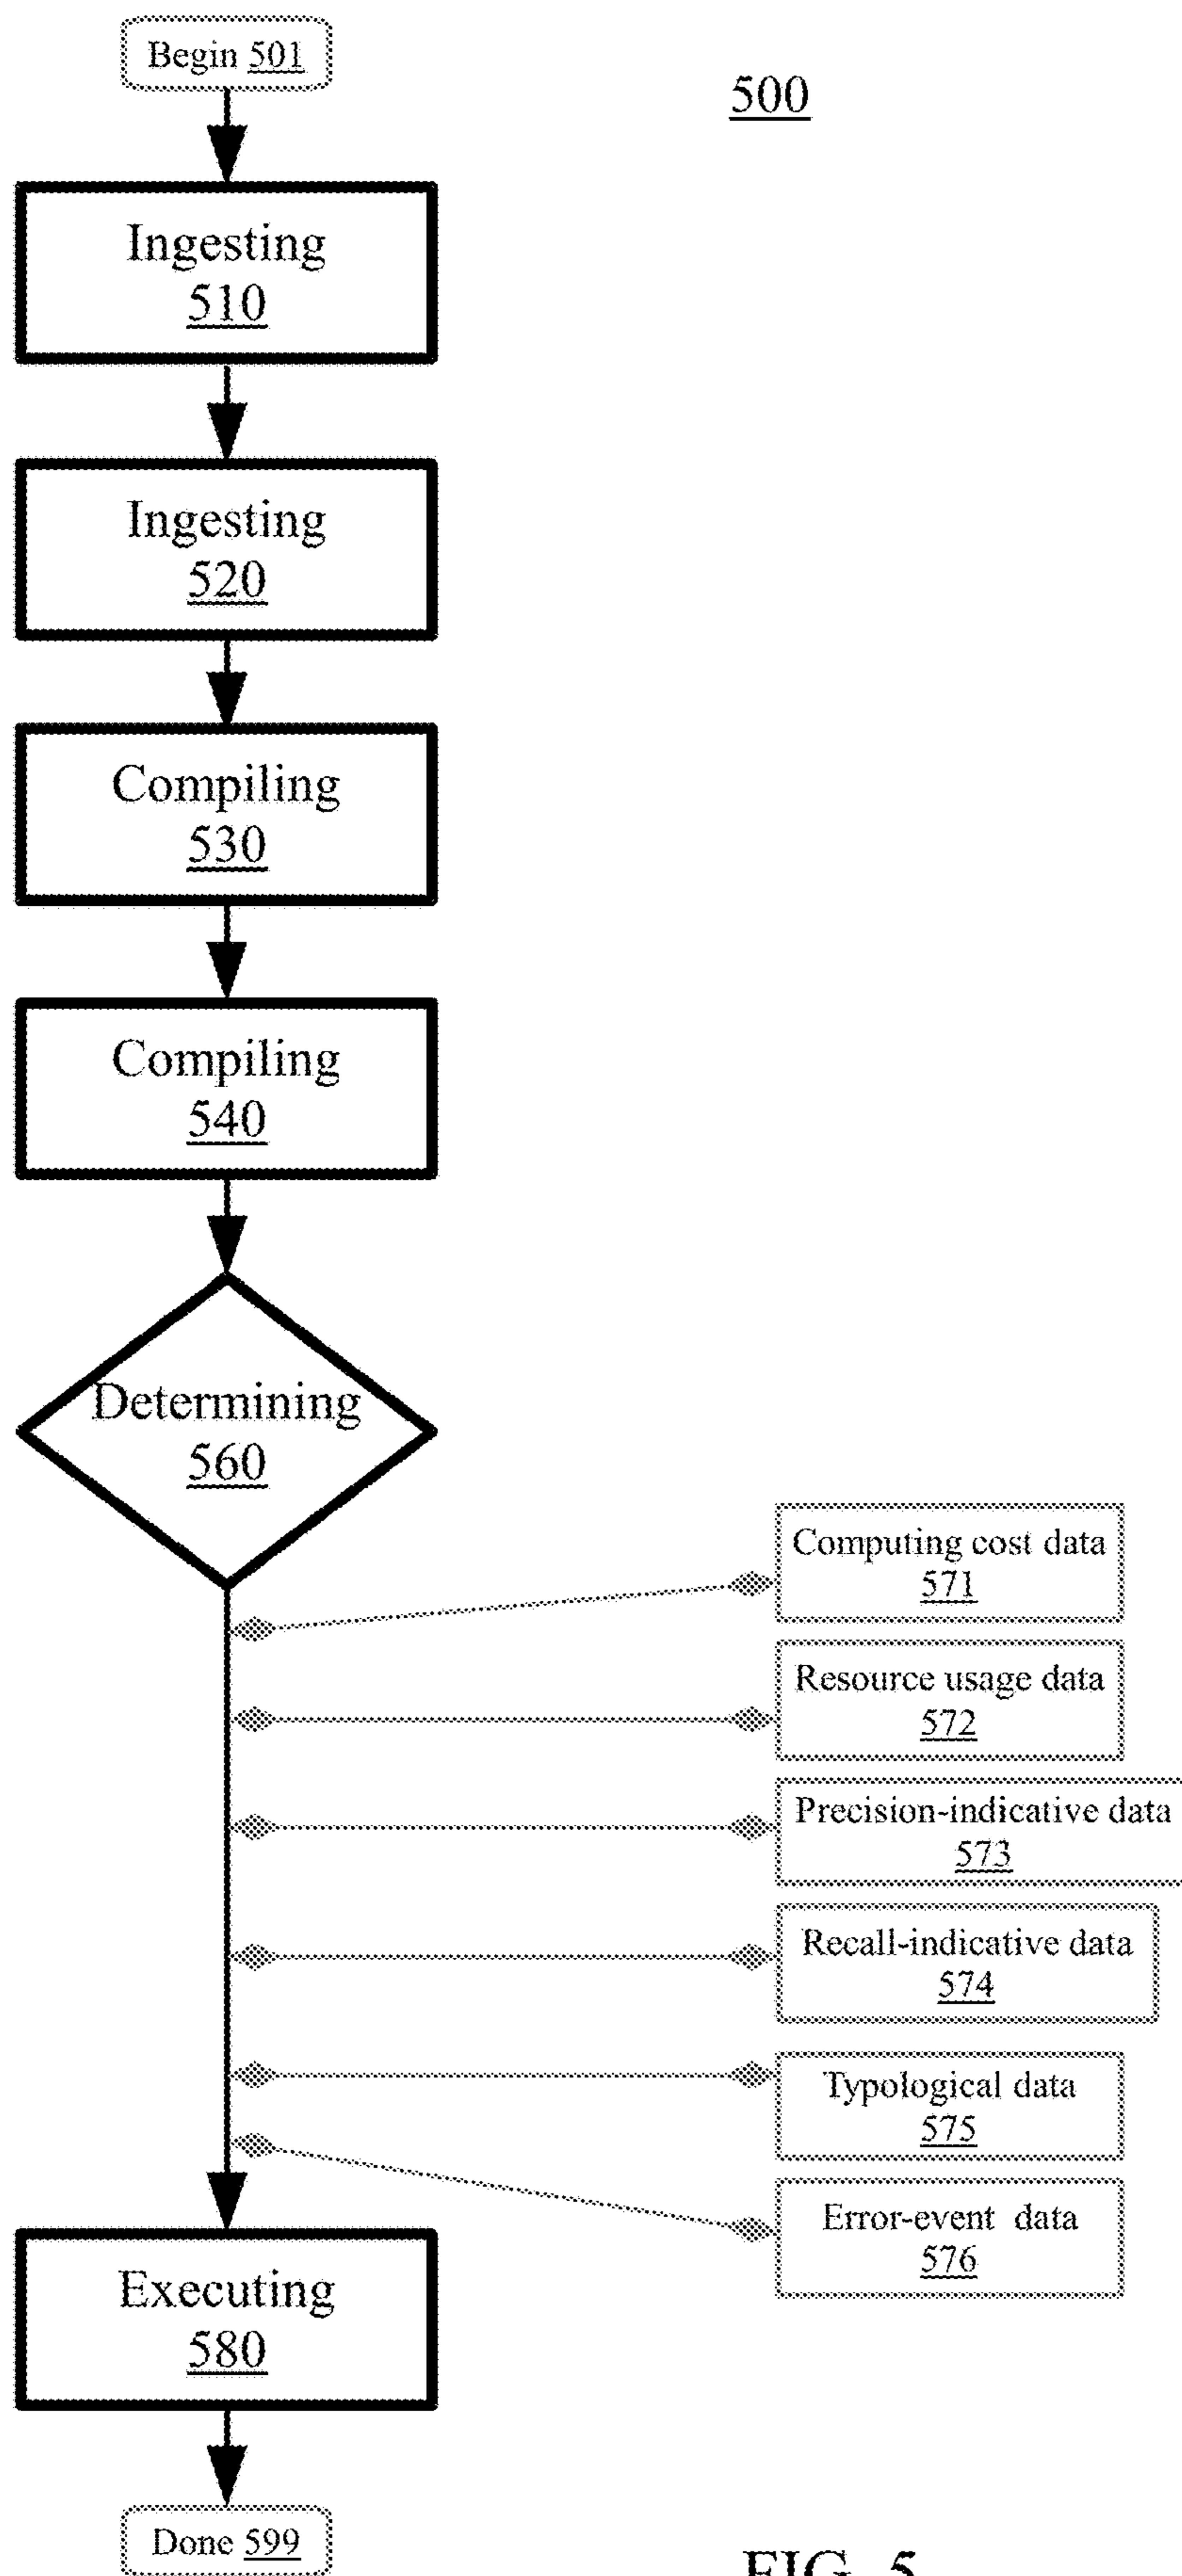 Begin 501
500
Ingesting
510
Ingesting
520
Compiling
530
Compiling
540
Determining
560
Computing cost data
571
Resource usage data
572
Precision-indicative data
573
Recall-indicative data
574
Typological data
575
Error-event data
576
Executing
580
Done 599
FIG. 5